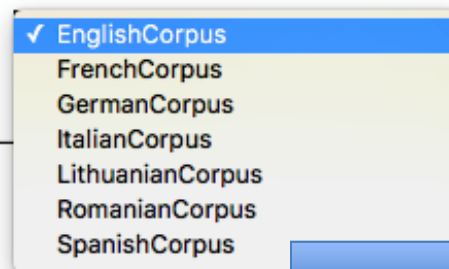 ✓ EnglishCorpus
FrenchCorpus
GermanCorpus
ItalianCorpus
LithuanianCorpus
RomanianCorpus
SpanishCorpus